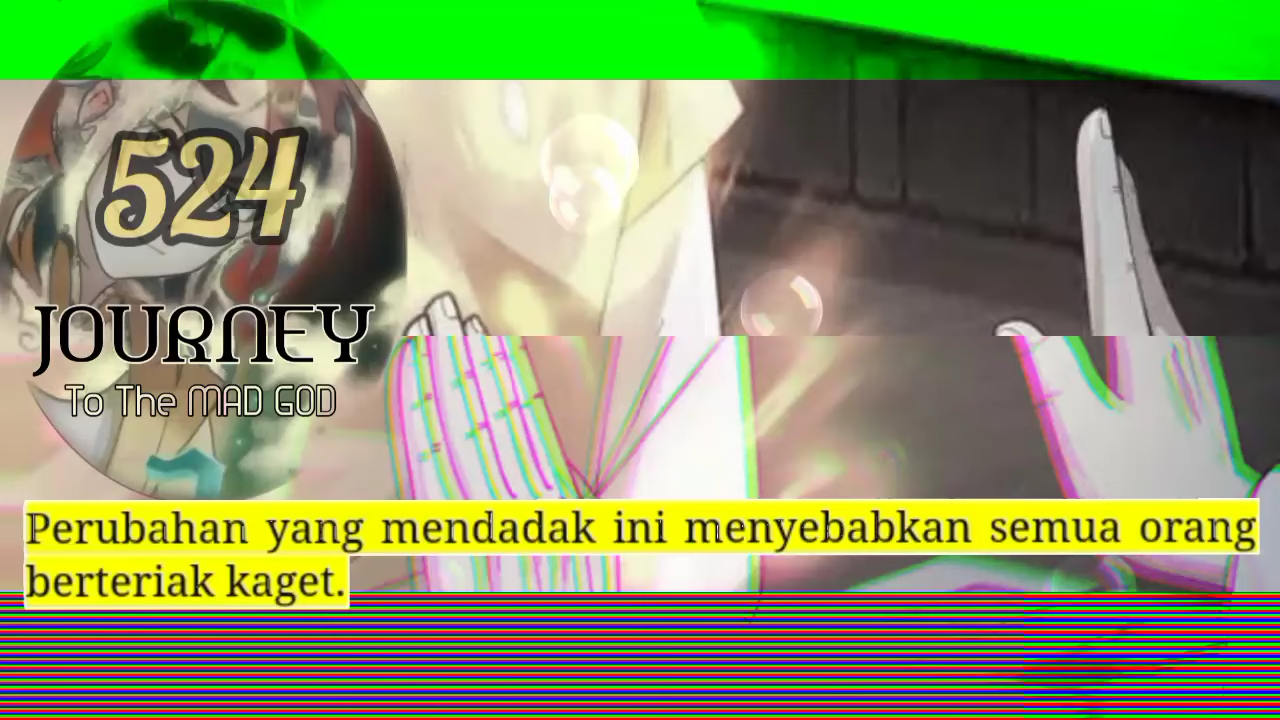 524
JOURNEY
To The MAD GOD
Perubahan yang mendadak ini menyebabkan semua orang
berteriak kaget.